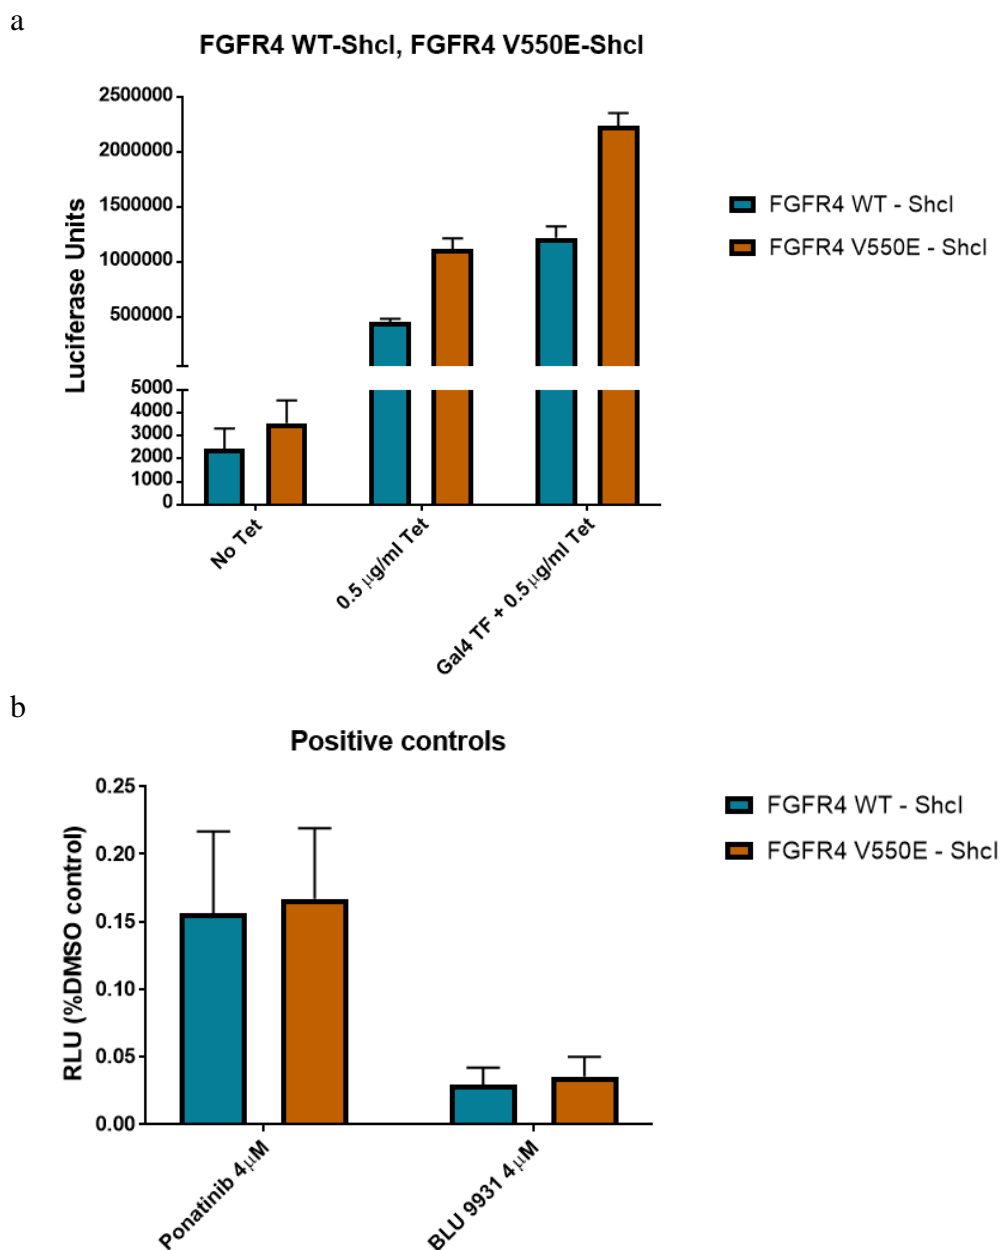 a
FGFR4 WT-ShcI, FGFR4 V550E-ShcI
Luciferase Units
2500000
2000000
1500000
1000000
500000
5000
4000
3000
2000
1000
0
No Tet
0.5 μg/ml Tet
Gal4 TF + 0.5 μg/ml Tet
FGFR4 WT - ShcI
FGFR4 V550E - ShcI
b
Positive controls
RLU (%DMSO control)
0.25
0.20
0.15
0.10
0.05
0.00
Ponatinib 4μM
BLU 9931 4μM
FGFR4 WT - ShcI
FGFR4 V550E - ShcI